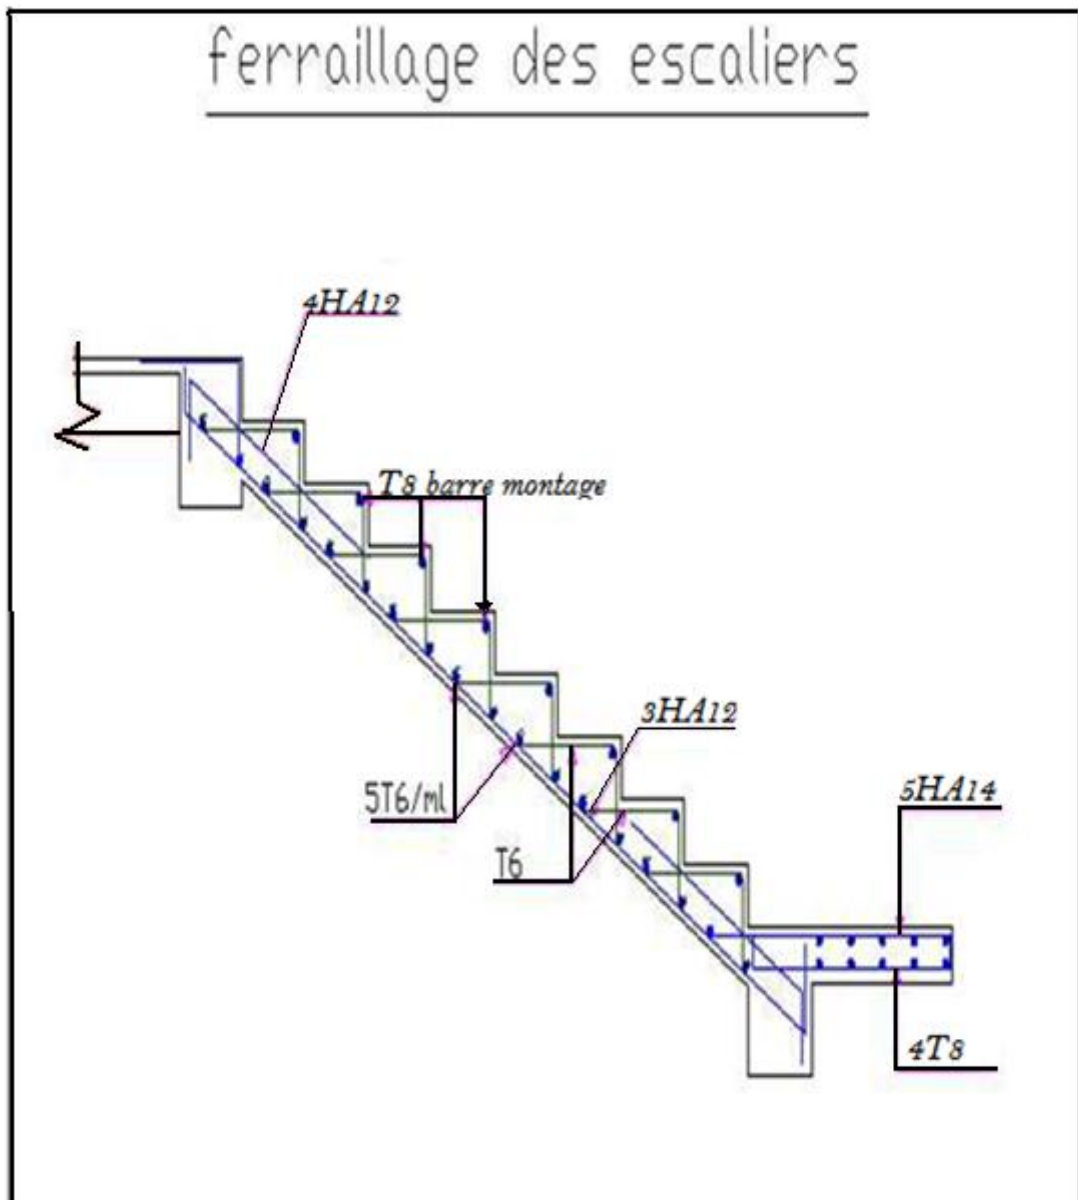 ferraillage des escaliers
4HA12
T8 barre montage
3HA12
5HA14
5T6/ml
T6
4T8